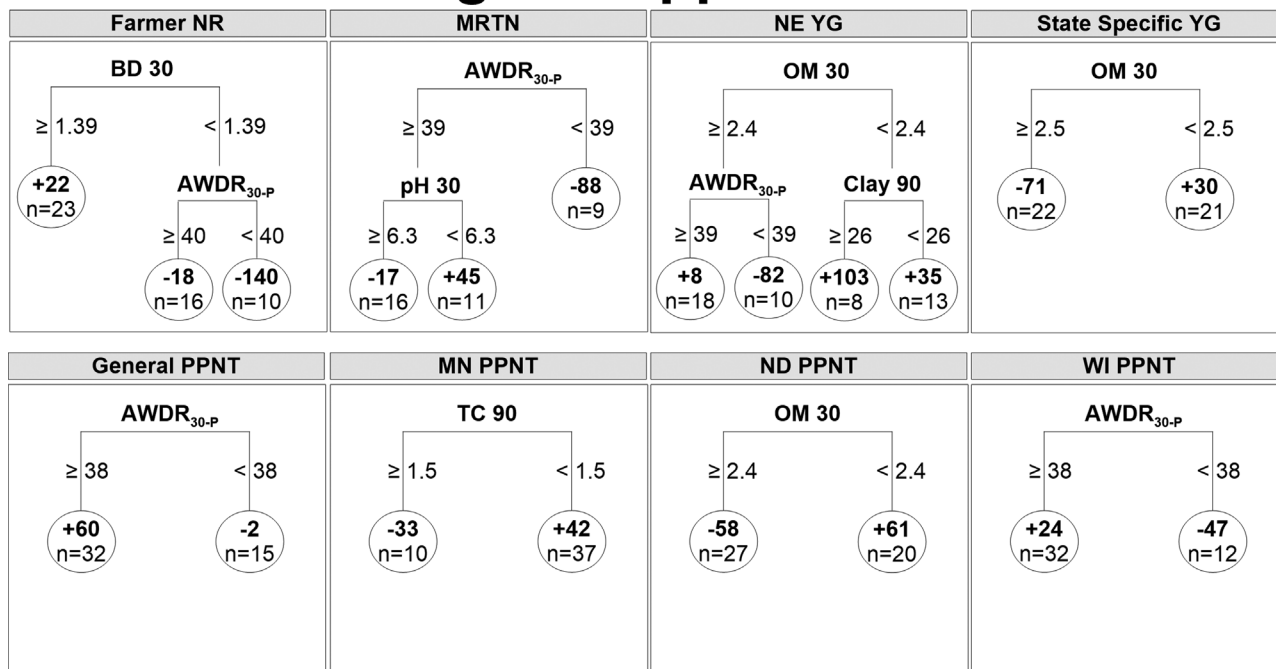 Farmer NR
BD 30
≥ 1.39
< 1.39
+22
n=23
AWDR30-P
≥ 40
< 40
-18
n=16
-140
n=10
MRTN
AWDR30-P
≥ 39
< 39
pH 30
-88
n=9
≥ 6.3
< 6.3
-17
n=16
+45
n=11
NE YG
OM 30
≥ 2.4
< 2.4
AWDR30-P
Clay 90
≥ 39
< 39
≥ 26
< 26
+8
n=18
-82
n=10
+103
n=8
+35
n=13
State Specific YG
OM 30
≥ 2.5
< 2.5
-71
n=22
+30
n=21
General PPNT
AWDR30-P
≥ 38
< 38
+60
n=32
-2
n=15
MN PPNT
TC 90
≥ 1.5
< 1.5
-33
n=10
+42
n=37
ND PPNT
OM 30
≥ 2.4
< 2.4
-58
n=27
+61
n=20
WI PPNT
AWDR30-P
≥ 38
< 38
+24
n=32
-47
n=12